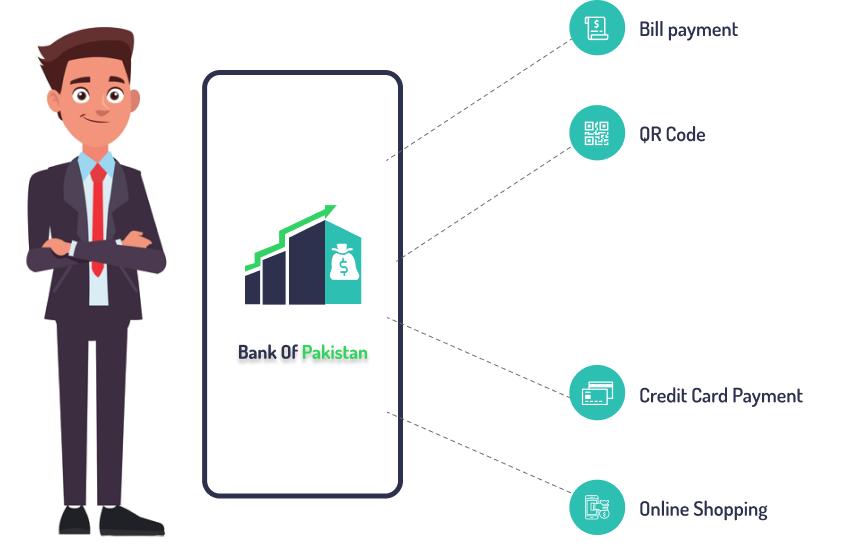 Bill payment
QR Code
Bank Of Pakistan
Credit Card Payment
Online Shopping